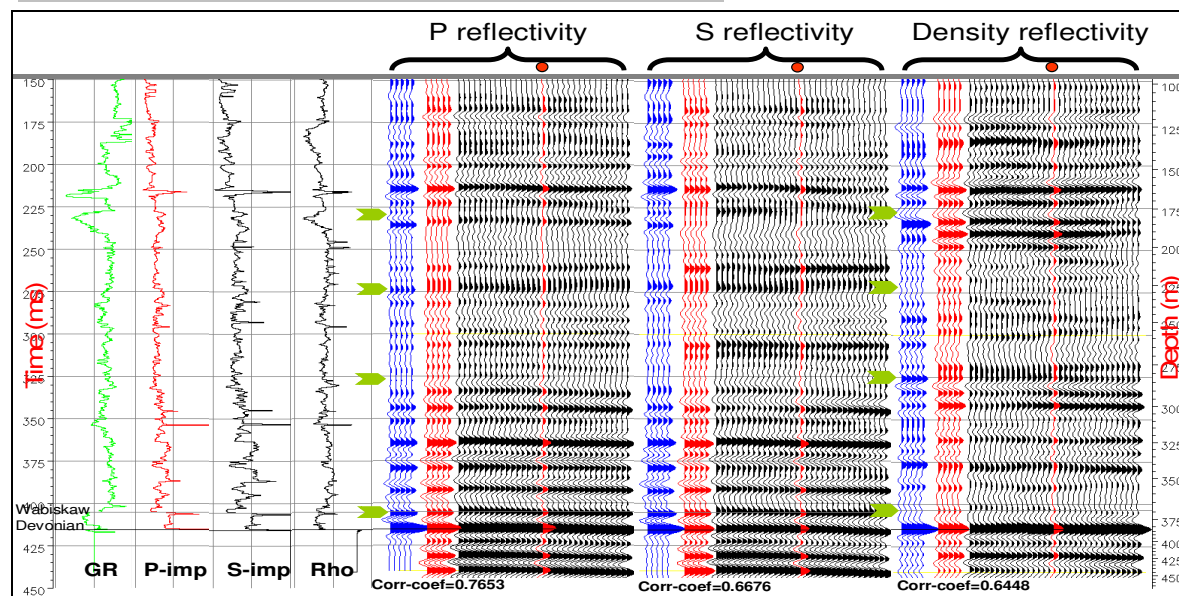 P reflectivity
S reflectivity
Density reflectivity
150
175
200
225
250
275
300
325
350
375
400
425
450
Time (ms)
Wabiskaw
Devonian
GR
P-imp
S-imp
Rho
Corr-coef=0.7653
Corr-coef=0.6676
Corr-coef=0.6448
100
125
150
175
200
225
250
275
300
325
350
375
400
425
450
Depth (m)